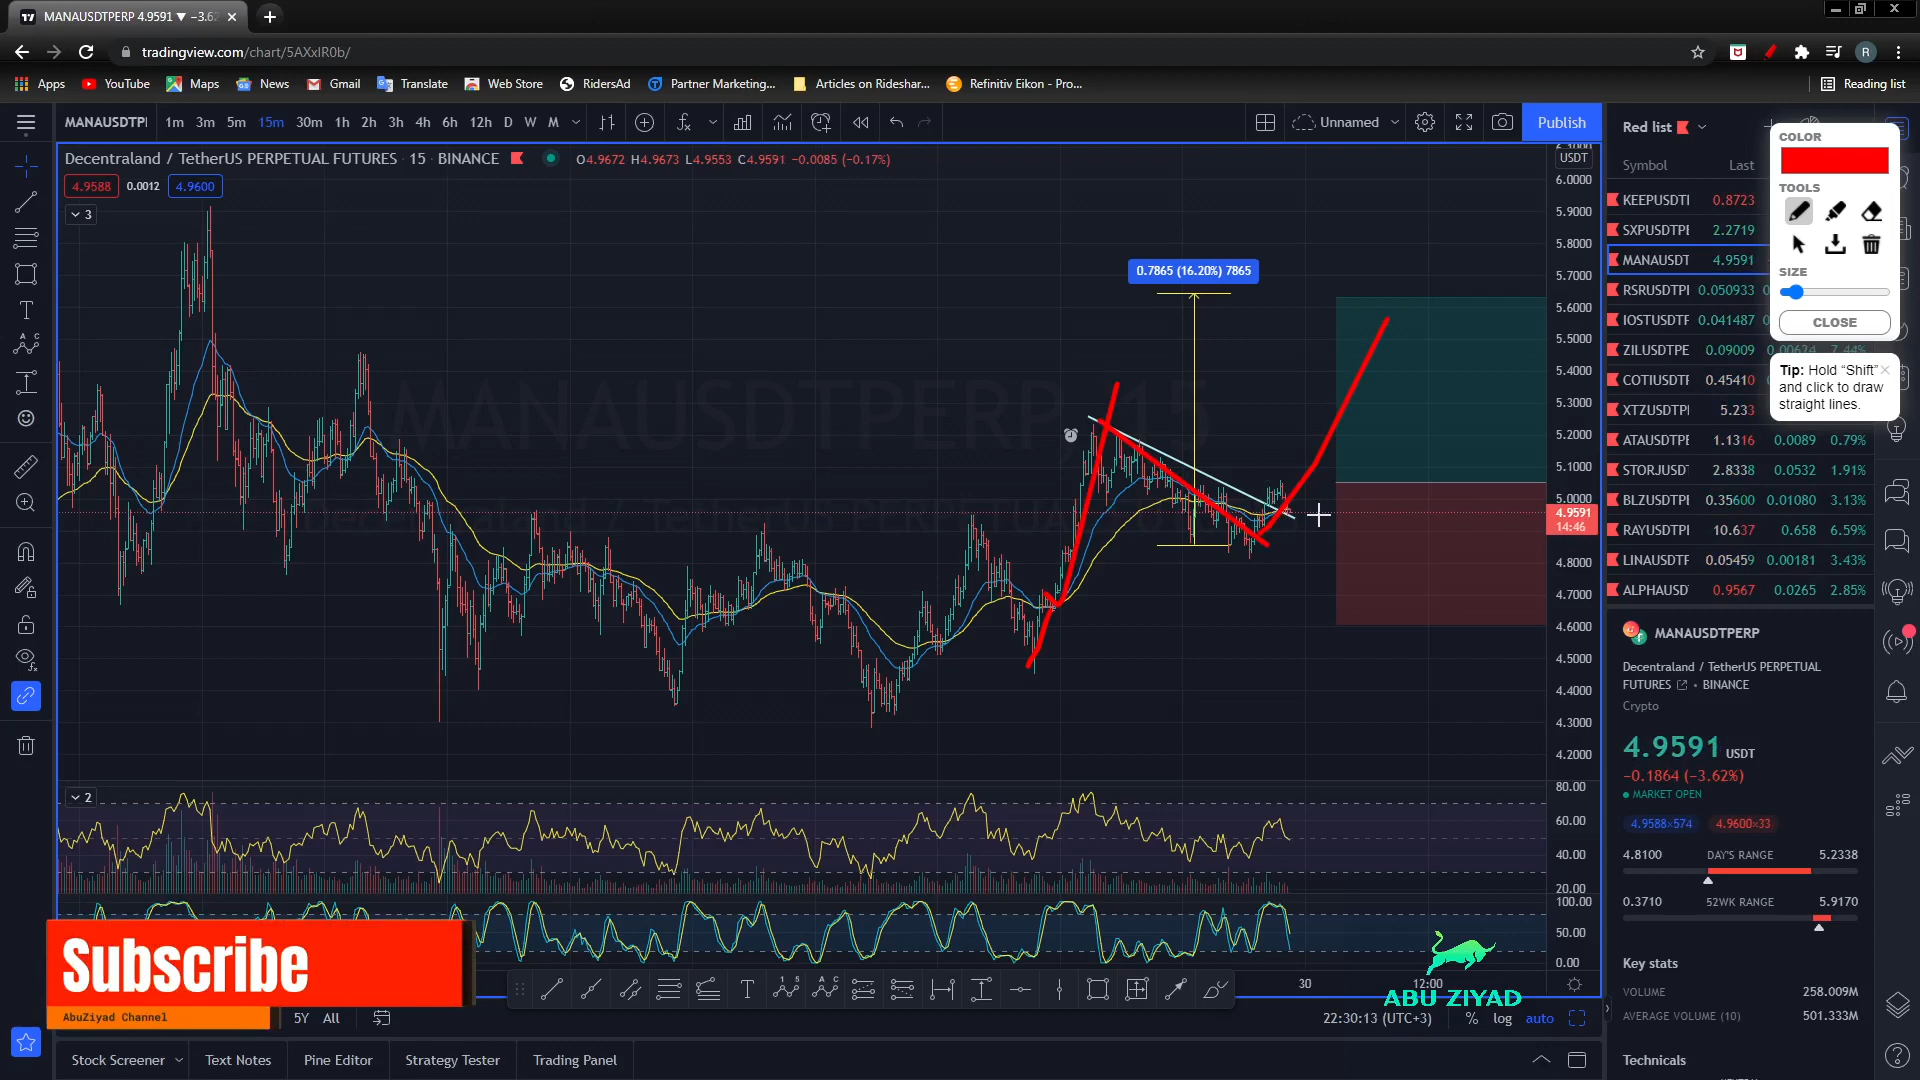 MANAUSDTPERP 4.9591 ▼ −3.62
tradingview.com/chart/5AXxIR0b/
R
Apps YouTube Maps News Gmail Translate Web Store RidersAd Partner Marketing... Articles on Rideshar... Refinitiv Eikon - Pro... Reading list
MANAUSDTPI 1m 3m 5m 15m 30m 1h 2h 3h 4h 6h 12h D W M Unnamed Publish
Decentraland / TetherUS PERPETUAL FUTURES · 15 · BINANCE O4.9672 H4.9673 L4.9553 C4.9591 −0.0085 (−0.17%)
4.9588 0.0012 4.9600
3
0.7865 (16.20%) 7865
MANAUSDTPERP, 15
USDT
6.0000
5.9000
5.8000
5.7000
5.6000
5.5000
5.4000
5.3000
5.2000
5.1000
5.0000
4.9591
14:46
4.8000
4.7000
4.6000
4.5000
4.4000
4.3000
4.2000
2
80.00
60.00
40.00
20.00
100.00
50.00
0.00
30 12:00
ABU ZIYAD
Subscribe
AbuZiyad Channel
5Y All
22:30:13 (UTC+3) % log auto
Stock Screener Text Notes Pine Editor Strategy Tester Trading Panel
Red list
Symbol Last
KEEPUSDTI 0.8723
SXPUSDTPI 2.2719
MANAUSDT 4.9591
RSRUSDTPI 0.050933
IOSTUSDTF 0.041487
ZILUSDTPE 0.09009 0.00624 7.44%
COTIUSDTF 0.45410
XTZUSDTPI 5.233
ATAUSDTPE 1.1316 0.0089 0.79%
STORJUSDT 2.8338 0.0532 1.91%
BLZUSDTPI 0.35600 0.01080 3.13%
RAYUSDTPI 10.637 0.658 6.59%
LINAUSDTF 0.05459 0.00181 3.43%
ALPHAUSD 0.9567 0.0265 2.85%
COLOR
TOOLS
SIZE
CLOSE
Tip: Hold “Shift”
and click to draw
straight lines.
MANAUSDTPERP
Decentraland / TetherUS PERPETUAL
FUTURES • BINANCE
Crypto
4.9591 USDT
−0.1864 (−3.62%)
MARKET OPEN
4.9588×574 4.9600×33
4.8100 DAY'S RANGE 5.2338
0.3710 52WK RANGE 5.9170
Key stats
VOLUME 258.009M
AVERAGE VOLUME (10) 501.333M
Technicals